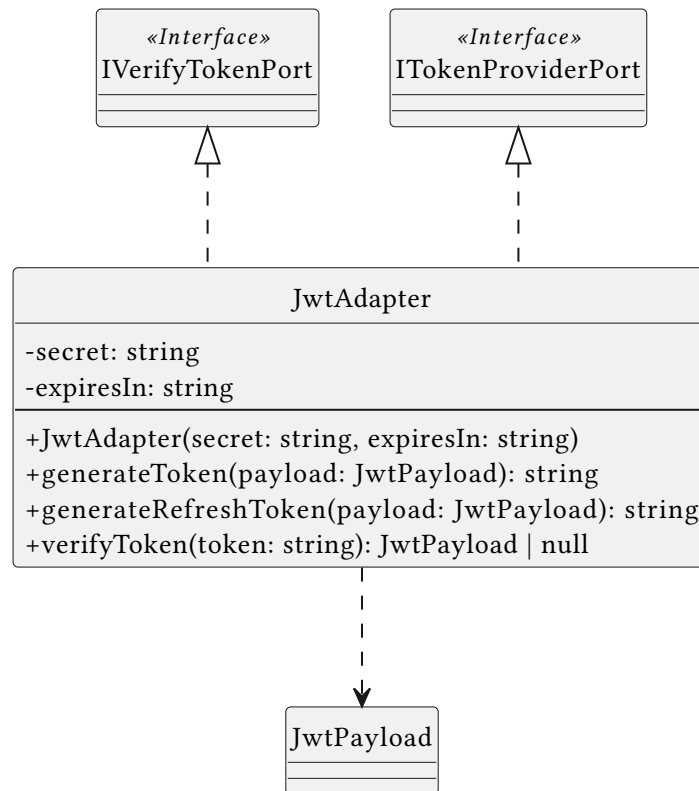 «Interface»
IVerifyTokenPort
«Interface»
ITokenProviderPort
JwtAdapter
-secret: string
-expiresIn: string
+JwtAdapter(secret: string, expiresIn: string)
+generateToken(payload: JwtPayload): string
+generateRefreshToken(payload: JwtPayload): string
+verifyToken(token: string): JwtPayload | null
JwtPayload